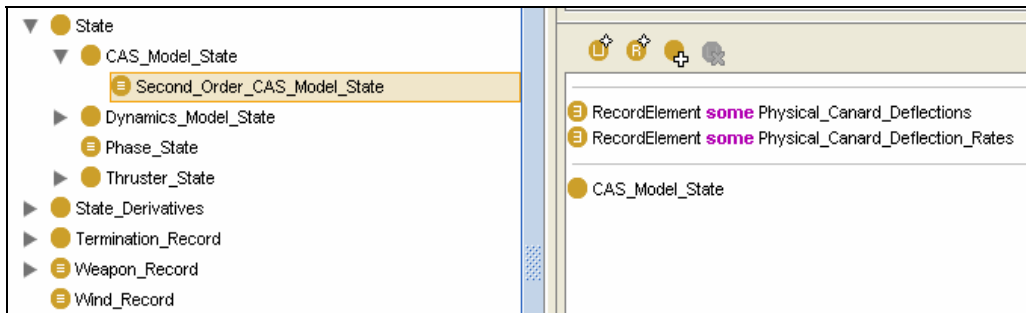 State
CAS_Model_State
Second_Order_CAS_Model_State
Dynamics_Model_State
Phase_State
Thruster_State
State_Derivatives
Termination_Record
Weapon_Record
Wind_Record
L R
RecordElement some Physical_Canard_Deflections
RecordElement some Physical_Canard_Deflection_Rates
CAS_Model_State